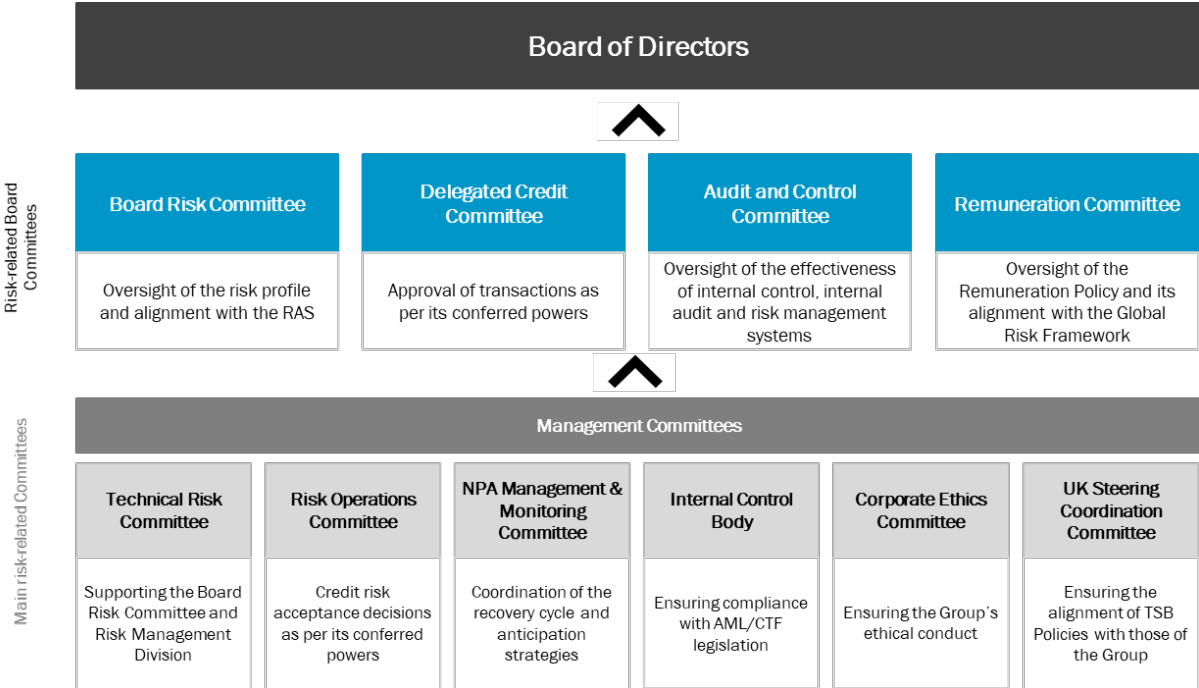 Board of Directors
Risk-related Board
Committees
Board Risk Committee
Oversight of the risk profile
and alignment with the RAS
Delegated Credit
Committee
Approval of transactions as
per its conferred powers
Audit and Control
Committee
Oversight of the effectiveness
of internal control, internal
audit and risk management
systems
Remuneration Committee
Oversight of the
Remuneration Policy and its
alignment with the Global
Risk Framework
Main risk-related Committees
Management Committees
Technical Risk
Committee
Supporting the Board
Risk Committee and
Risk Management
Division
Risk Operations
Committee
Credit risk
acceptance decisions
as per its conferred
powers
NPA Management &
Monitoring
Committee
Coordination of the
recovery cycle and
anticipation
strategies
Internal Control
Body
Ensuring compliance
with AML/CTF
legislation
Corporate Ethics
Committee
Ensuring the Group's
ethical conduct
UK Steering
Coordination
Committee
Ensuring the
alignment of TSB
Policies with those of
the Group